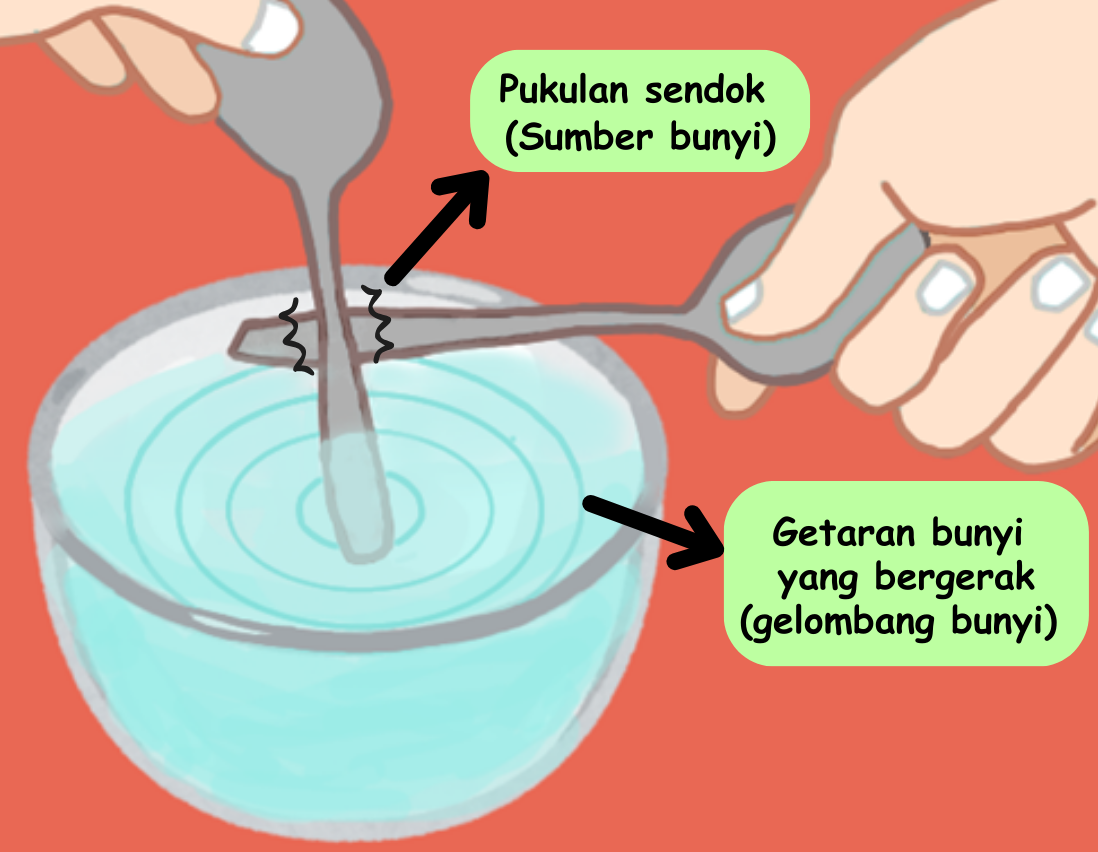 Pukulan sendok
(Sumber bunyi)
Getaran bunyi
yang bergerak
(gelombang bunyi)